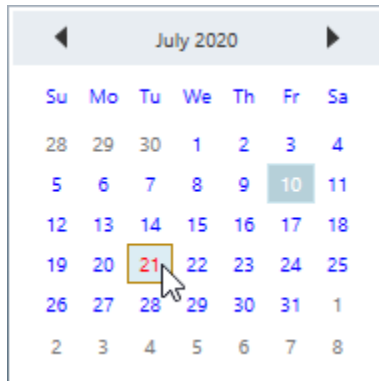 July 2020
Su Mo Tu We Th Fr Sa
28 29 30 1 2 3 4
5 6 7 8 9 10 11
12 13 14 15 16 17 18
19 20 21 22 23 24 25
26 27 28 29 30 31 1
2 3 4 5 6 7 8